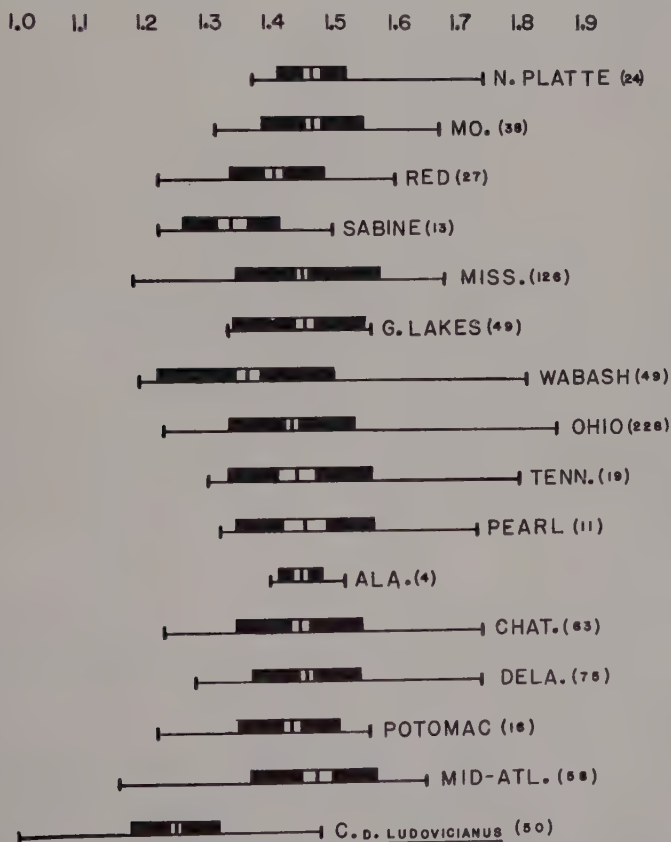 1.0 1.1 1.2 1.3 1.4 1.5 1.6 1.7 1.8 1.9
N. PLATTE (24)
MO. (38)
RED (27)
SABINE (13)
MISS. (126)
G. LAKES (49)
WABASH (49)
OHIO (228)
TENN. (19)
PEARL (11)
ALA. (4)
CHAT. (63)
DELA. (75)
POTOMAC (16)
MID-ATL. (58)
C. D. LUDOVICIANUS (50)